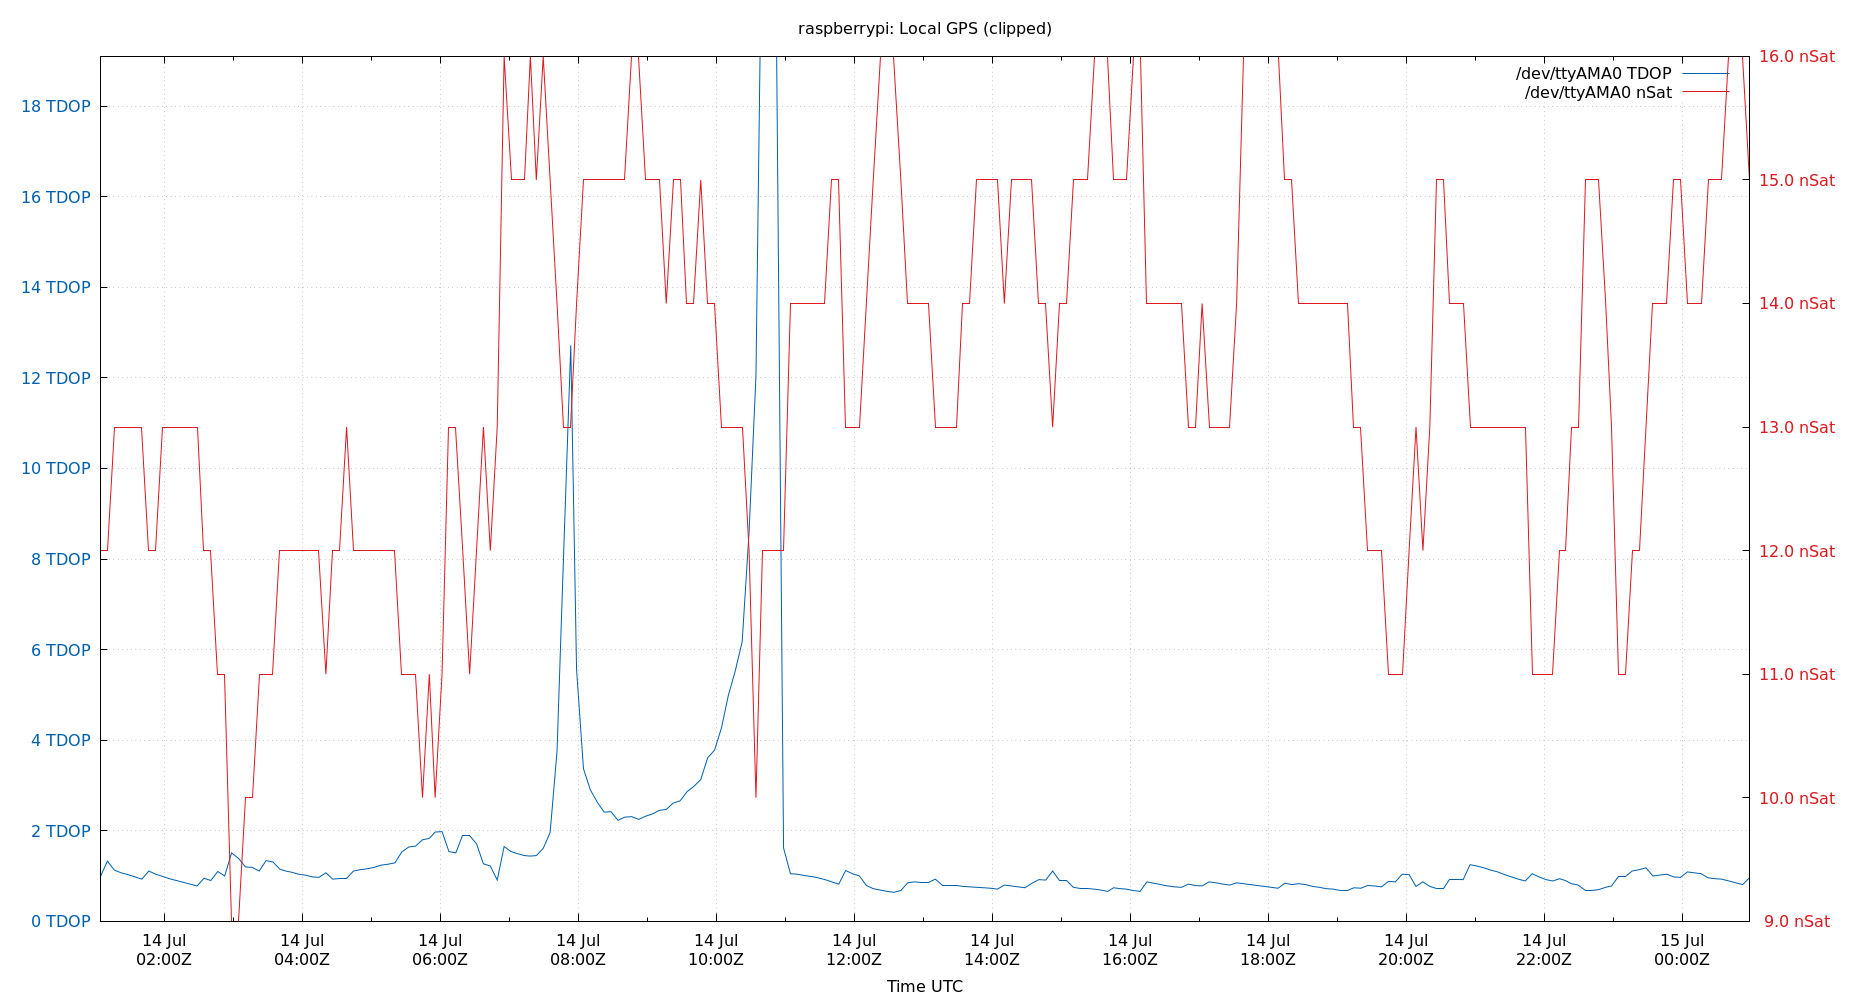 raspberrypi: Local GPS (clipped)
/dev/ttyAMA0 TDOP
/dev/ttyAMA0 nSat
18 TDOP
16 TDOP
14 TDOP
12 TDOP
10 TDOP
8 TDOP
6 TDOP
4 TDOP
2 TDOP
0 TDOP
16.0 nSat
15.0 nSat
14.0 nSat
13.0 nSat
12.0 nSat
11.0 nSat
10.0 nSat
9.0 nSat
14 Jul
02:00Z
14 Jul
04:00Z
14 Jul
06:00Z
14 Jul
08:00Z
14 Jul
10:00Z
14 Jul
12:00Z
14 Jul
14:00Z
14 Jul
16:00Z
14 Jul
18:00Z
14 Jul
20:00Z
14 Jul
22:00Z
15 Jul
00:00Z
Time UTC